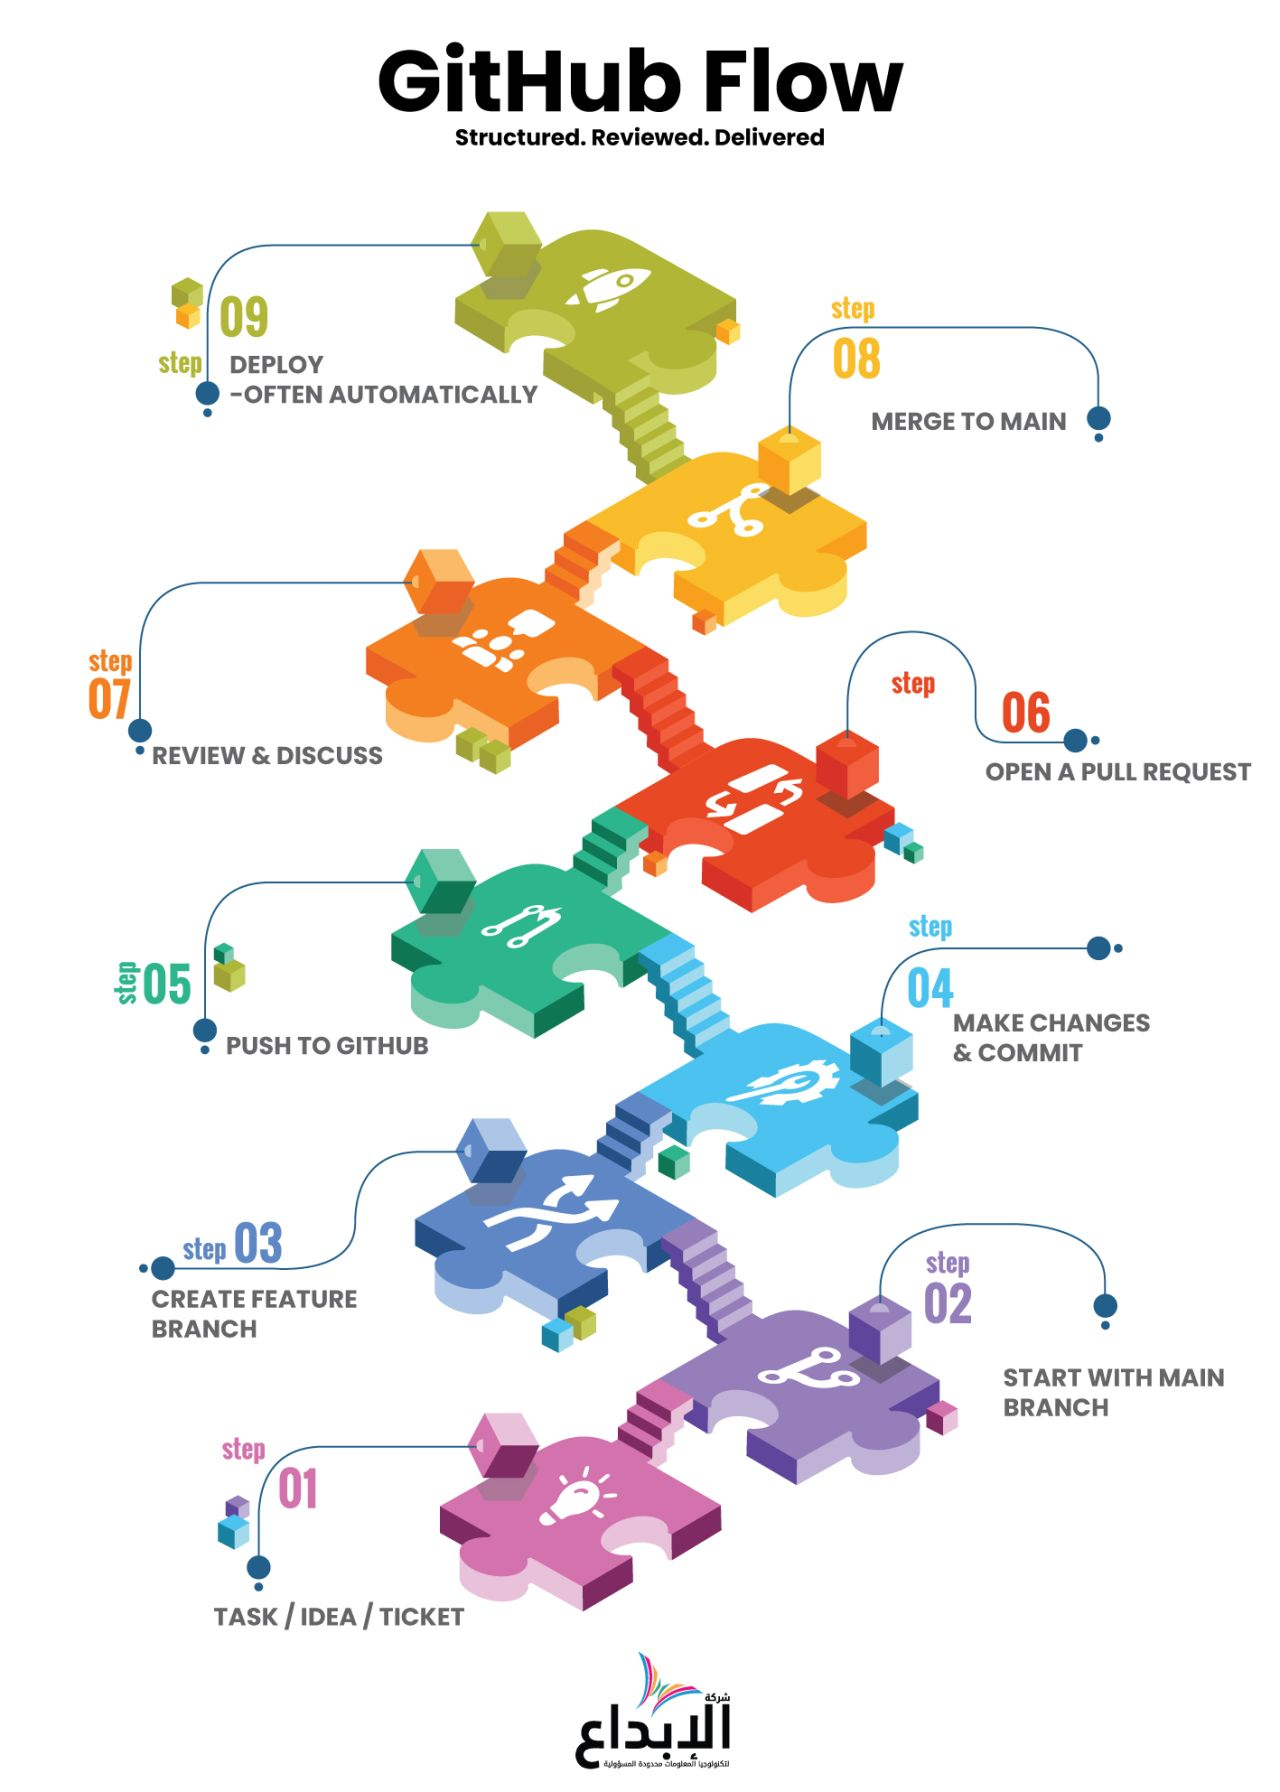 GitHub Flow
Structured. Reviewed. Delivered
09
step
DEPLOY
-OFTEN AUTOMATICALLY
step
08
MERGE TO MAIN
step
07
REVIEW & DISCUSS
step
06
OPEN A PULL REQUEST
step
05
PUSH TO GITHUB
step
04
MAKE CHANGES
& COMMIT
step 03
CREATE FEATURE
BRANCH
step
02
START WITH MAIN
BRANCH
step
01
TASK / IDEA / TICKET
شركة
الإبداع
لتكنولوجيا المعلومات محدودة المسؤولية